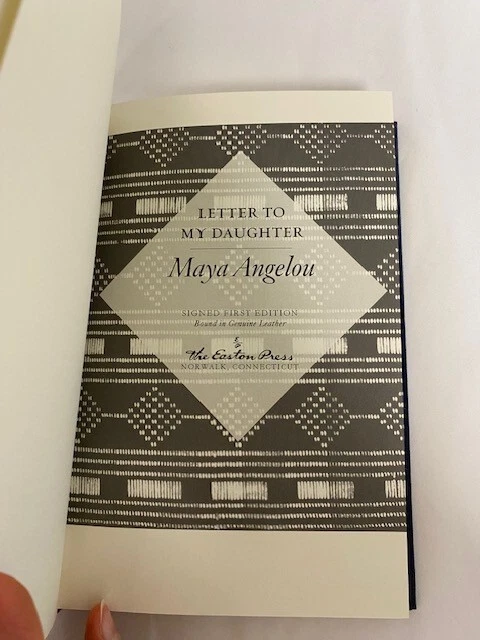 LETTER TO
MY DAUGHTER
Maya Angelou
SIGNED FIRST EDITION
Bound in Genuine Leather
The Easton Press
NORWALK, CONNECTICUT